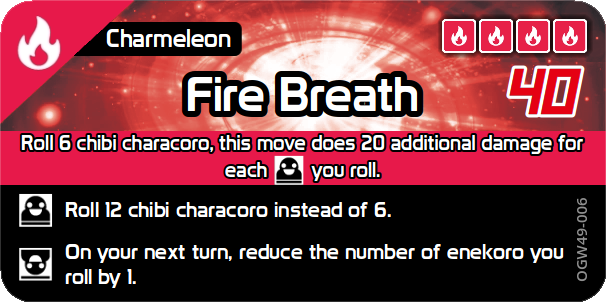 Charmeleon
Fire Breath
40
Roll 6 chibi characoro, this move does 20 additional damage for
each you roll.
Roll 12 chibi characoro instead of 6.
On your next turn, reduce the number of enekoro you
roll by 1.
OGW49-006